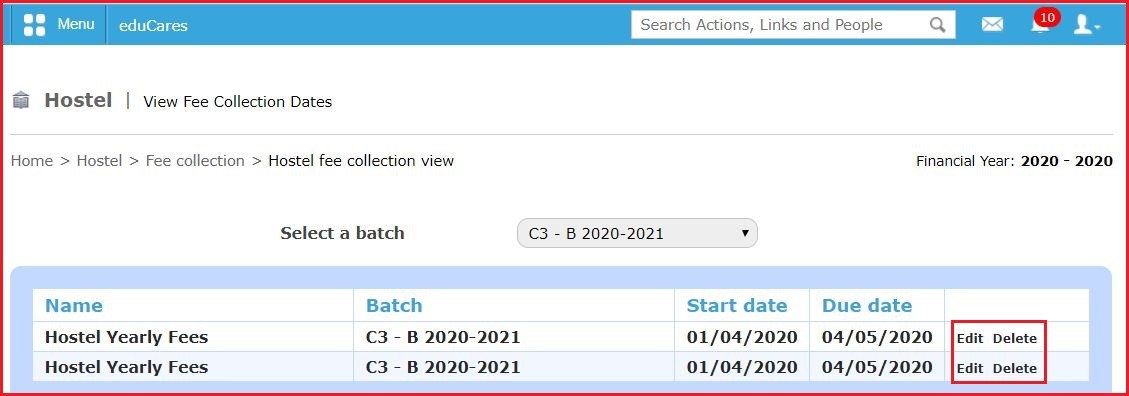 Menu eduCares Search Actions, Links and People 10
Hostel | View Fee Collection Dates
Home > Hostel > Fee collection > Hostel fee collection view Financial Year: 2020 - 2020
Select a batch C3 - B 2020-2021
Name Batch Start date Due date
Hostel Yearly Fees C3 - B 2020-2021 01/04/2020 04/05/2020 Edit Delete
Hostel Yearly Fees C3 - B 2020-2021 01/04/2020 04/05/2020 Edit Delete